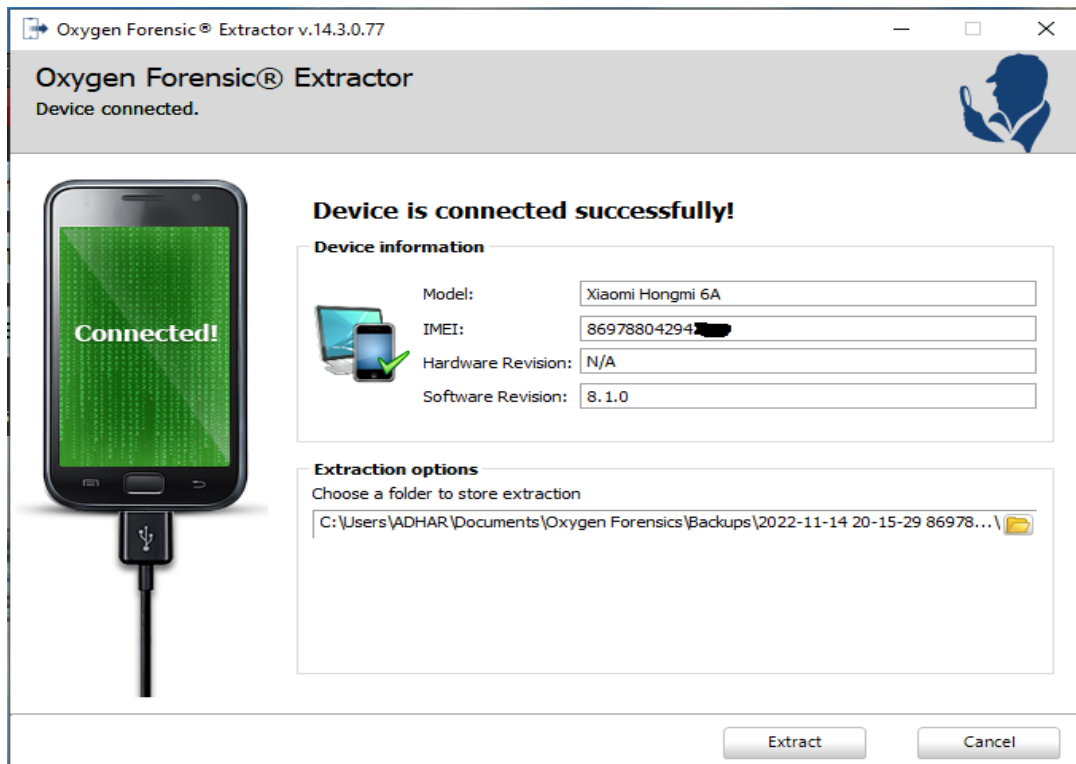 Oxygen Forensic® Extractor v.14.3.0.77
Oxygen Forensic® Extractor
Device connected.
Connected!
Device is connected successfully!
Device information
Model: Xiaomi Hongmi 6A
IMEI: 86978804294
Hardware Revision: N/A
Software Revision: 8.1.0
Extraction options
Choose a folder to store extraction
C:\Users\ADHAR\Documents\Oxygen Forensics\Backups\2022-11-14 20-15-29 86978...\
Extract Cancel